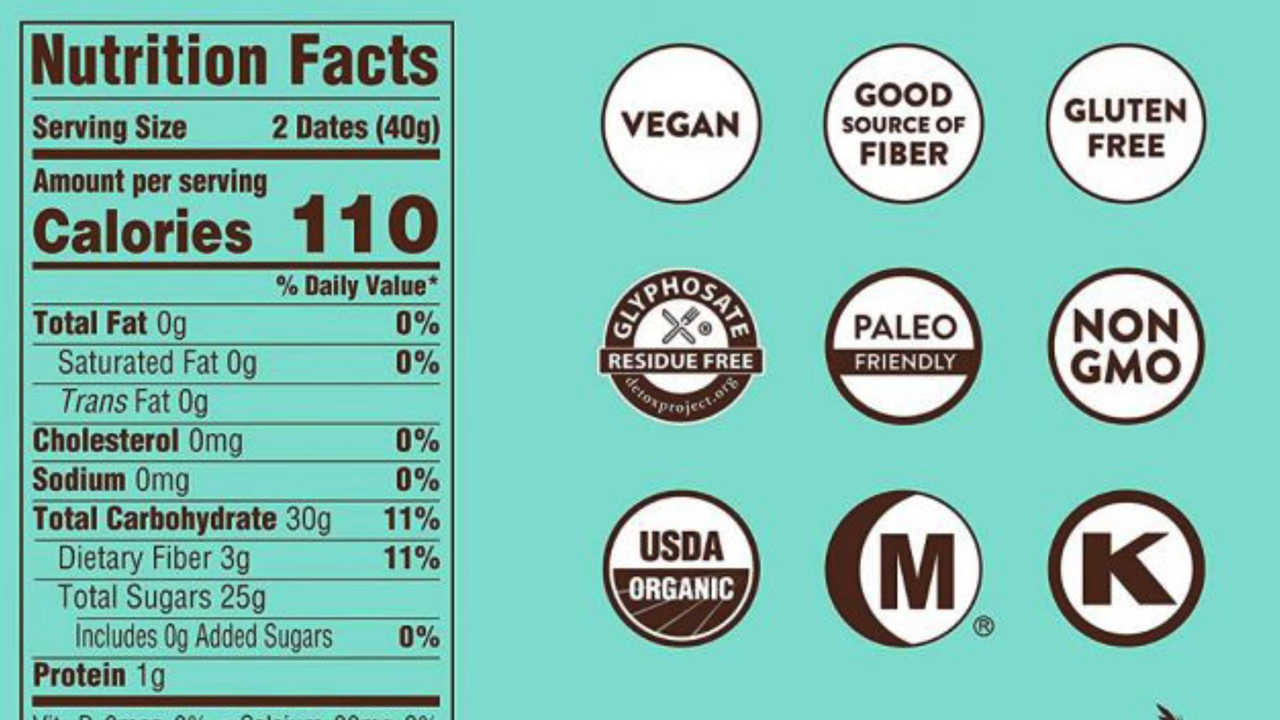 Nutrition Facts
Serving Size 2 Dates (40g)
Amount per serving
Calories 110
% Daily Value*
Total Fat 0g 0%
Saturated Fat 0g 0%
Trans Fat 0g
Cholesterol 0mg 0%
Sodium 0mg 0%
Total Carbohydrate 30g 11%
Dietary Fiber 3g 11%
Total Sugars 25g
Includes 0g Added Sugars 0%
Protein 1g
VEGAN
GOOD
SOURCE OF
FIBER
GLUTEN
FREE
GLYPHOSATE
®
RESIDUE FREE
detoxproject.org
PALEO
FRIENDLY
NON
GMO
USDA
ORGANIC
M
®
K